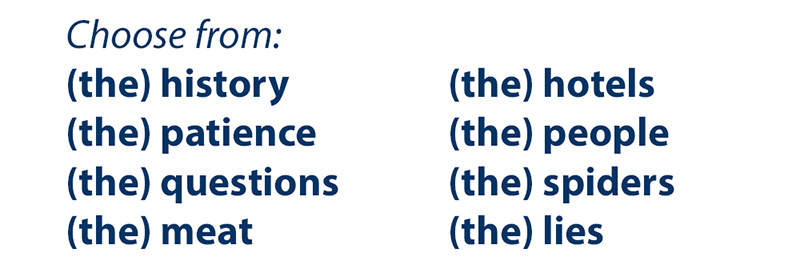 Choose from:
(the) history
(the) patience
(the) questions
(the) meat
(the) hotels
(the) people
(the) spiders
(the) lies